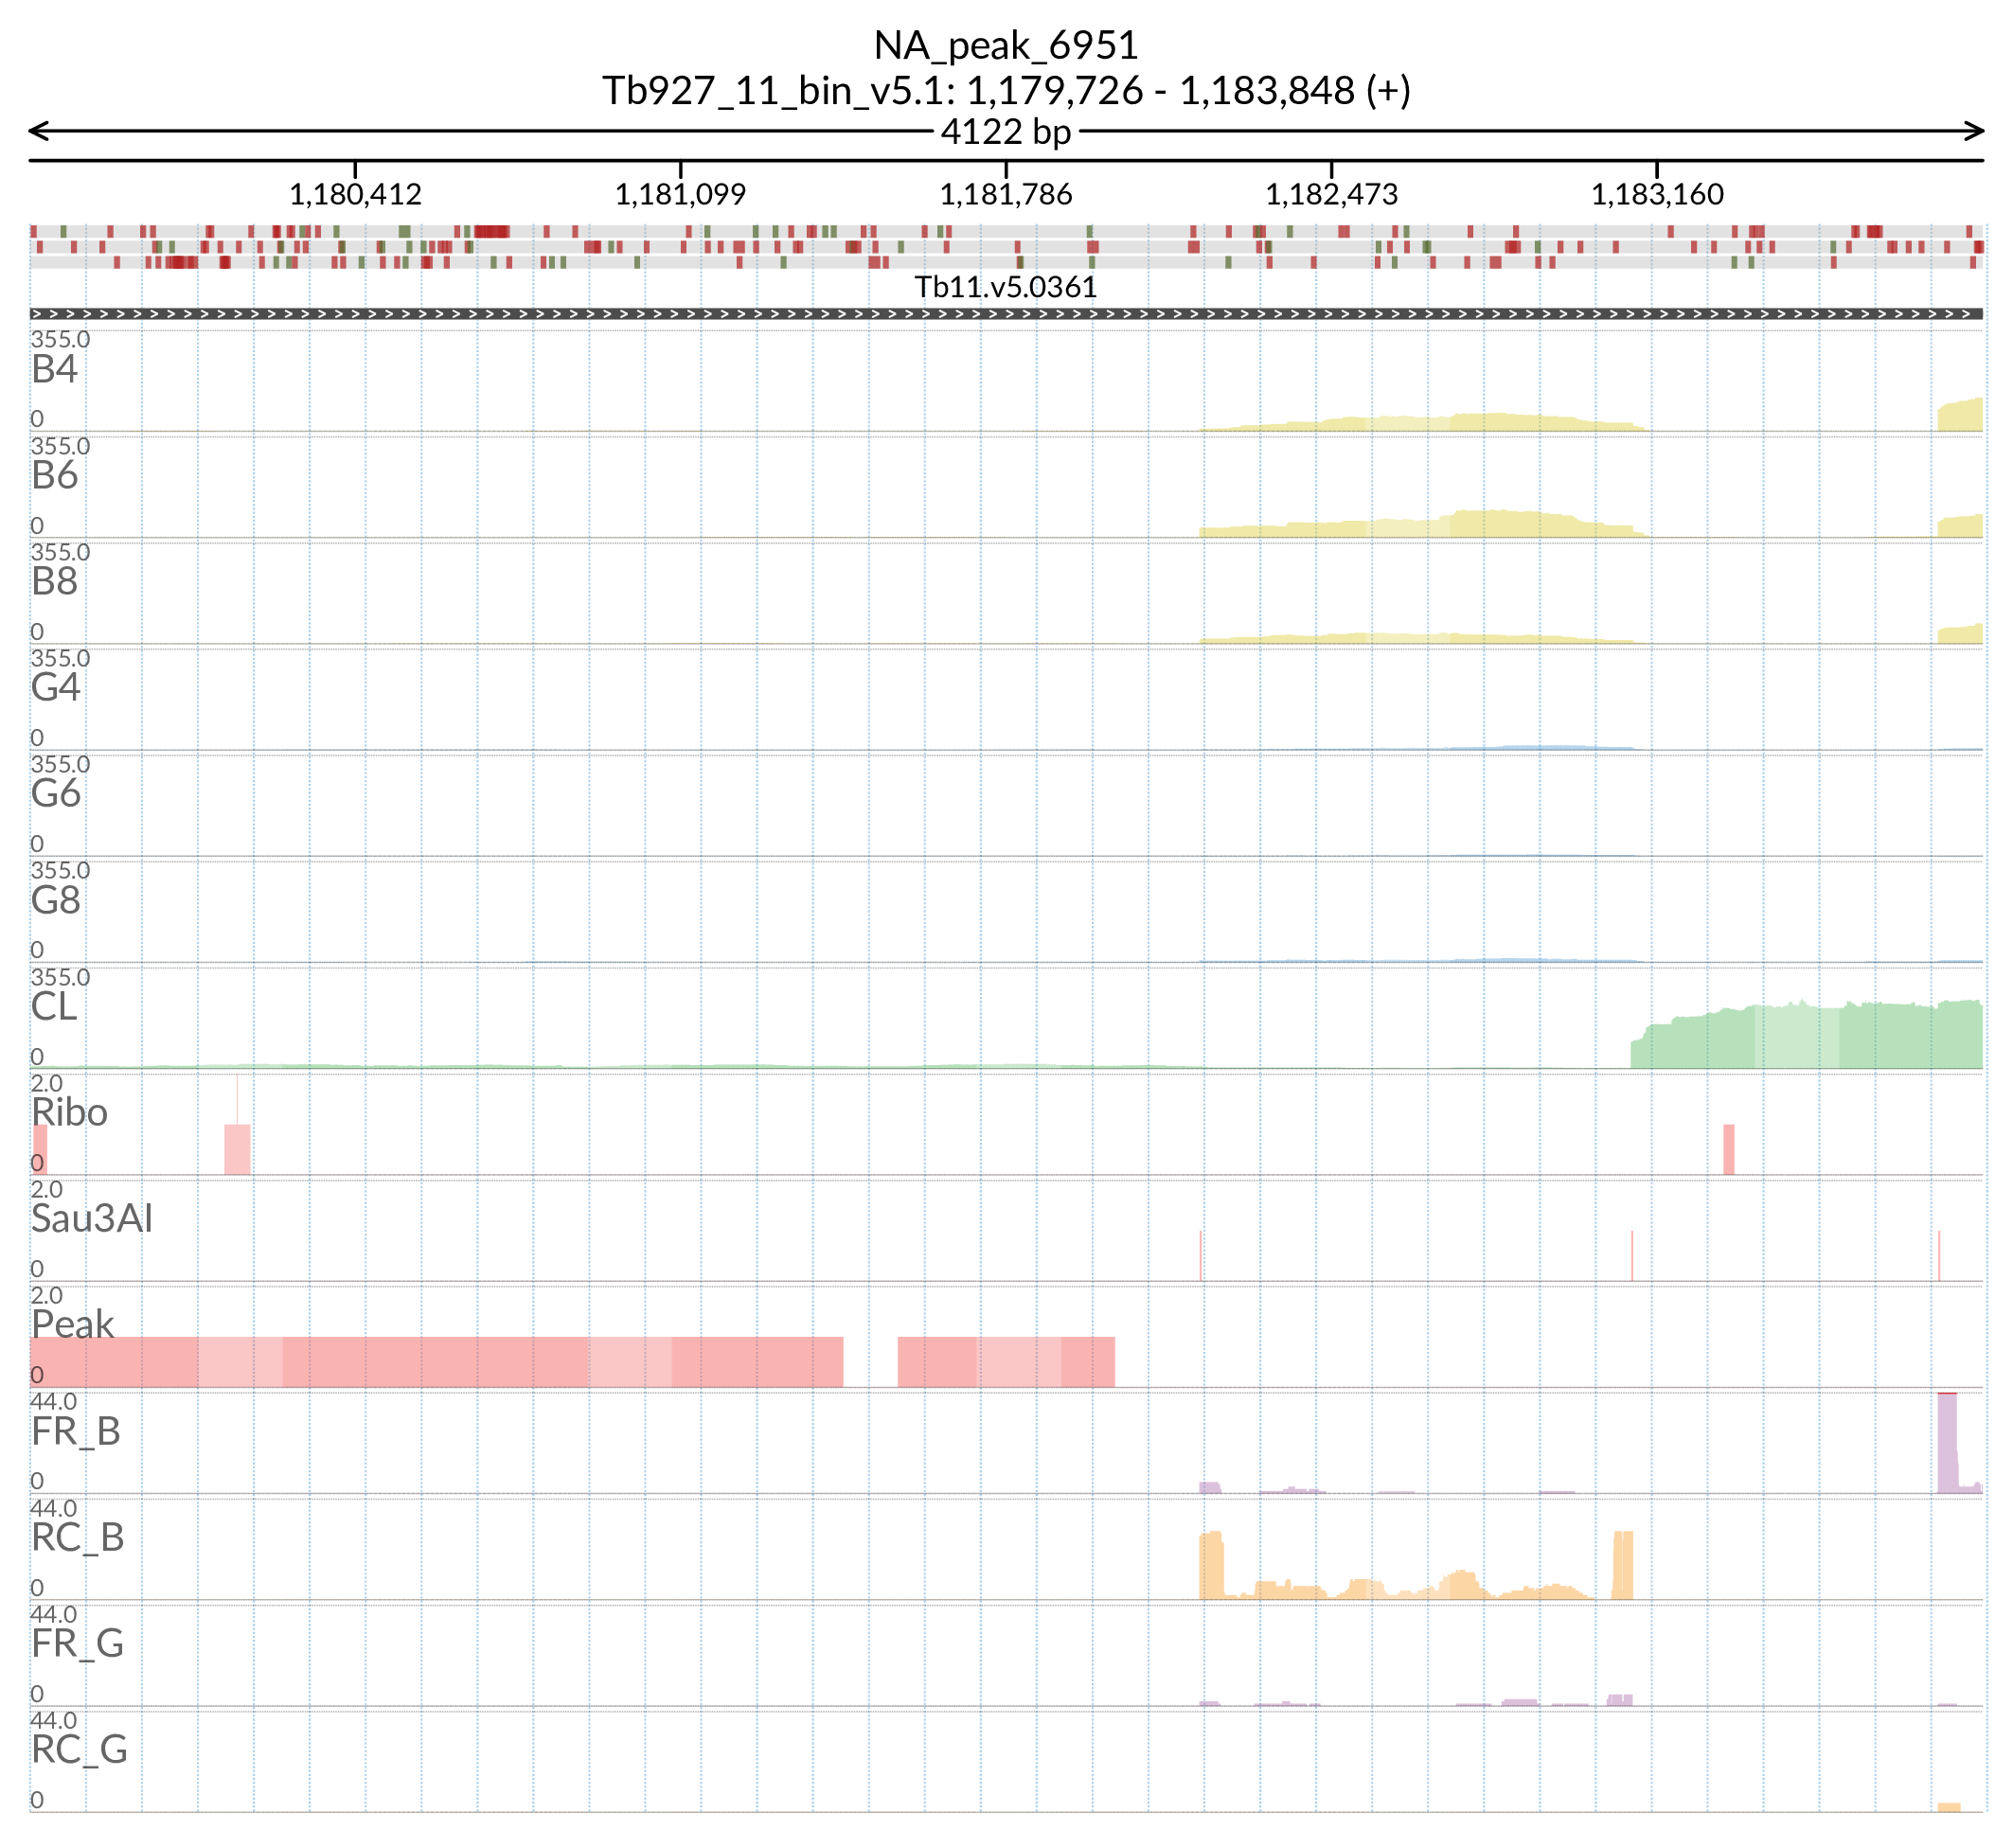 NA_peak_6951
Tb927_11_bin_v5.1: 1,179,726 - 1,183,848 (+)
4122 bp
1,180,412 1,181,099 1,181,786 1,182,473 1,183,160
Tb11.v5.0361
355.0
B4
0
355.0
B6
0
355.0
B8
0
355.0
G4
0
355.0
G6
0
355.0
G8
0
355.0
CL
0
2.0
Ribo
0
2.0
Sau3AI
0
2.0
Peak
0
44.0
FR_B
0
44.0
RC_B
0
44.0
FR_G
0
44.0
RC_G
0